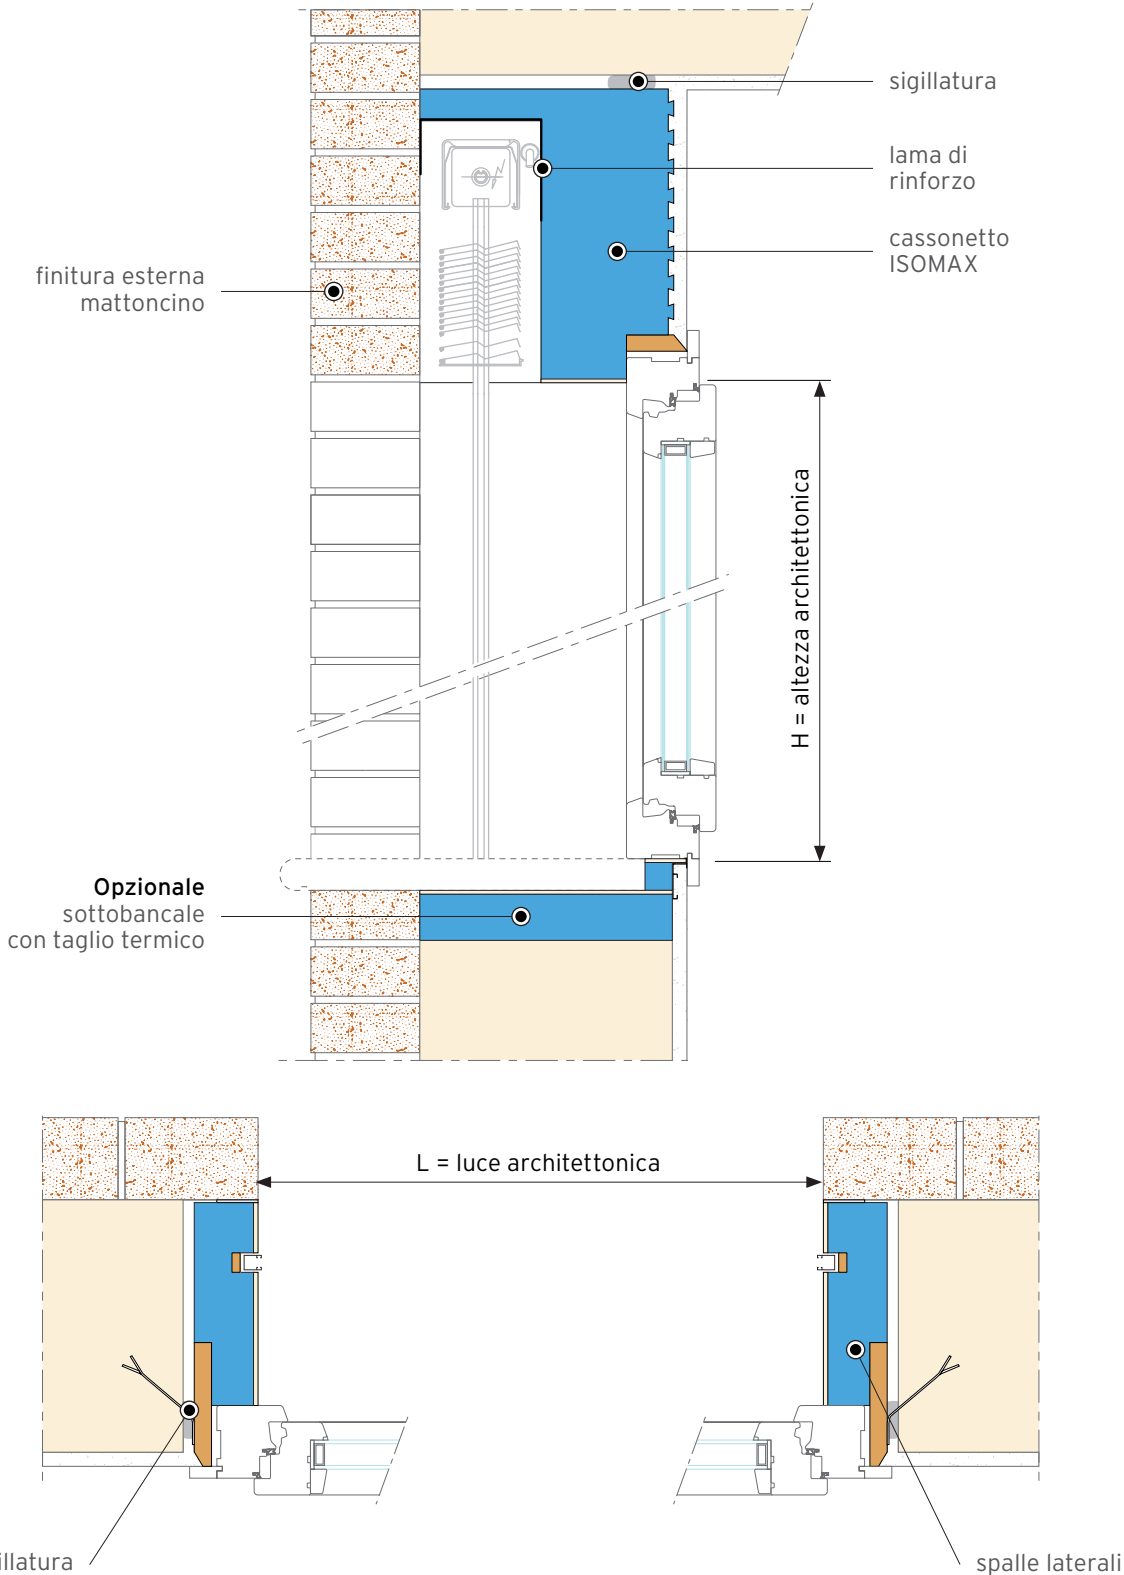 sigillatura
lama di
rinforzo
cassonetto
ISOMAX
finitura esterna
mattoncino
H = altezza architettonica
Opzionale
sottobancale
con taglio termico
L = luce architettonica
illatura
spalle laterali